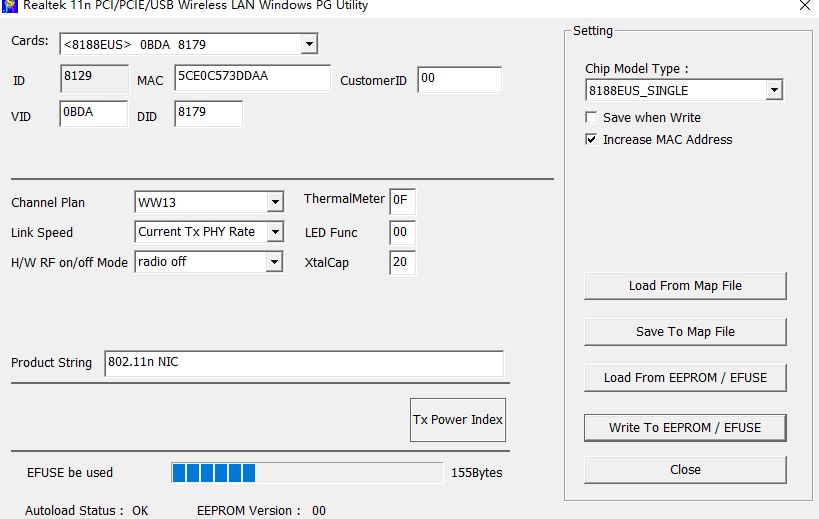 Realtek 11n PCI/PCIE/USB Wireless LAN Windows PG Utility
Cards: <8188EUS> 0BDA 8179
ID 8129 MAC 5CE0C573DDAA CustomerID 00
VID 0BDA DID 8179
Channel Plan WW13 ThermalMeter 0F
Link Speed Current Tx PHY Rate LED Func 00
H/W RF on/off Mode radio off XtalCap 20
Product String 802.11n NIC
Tx Power Index
EFUSE be used 155Bytes
Autoload Status : OK EEPROM Version : 00
Setting
Chip Model Type :
8188EUS_SINGLE
Save when Write
Increase MAC Address
Load From Map File
Save To Map File
Load From EEPROM / EFUSE
Write To EEPROM / EFUSE
Close